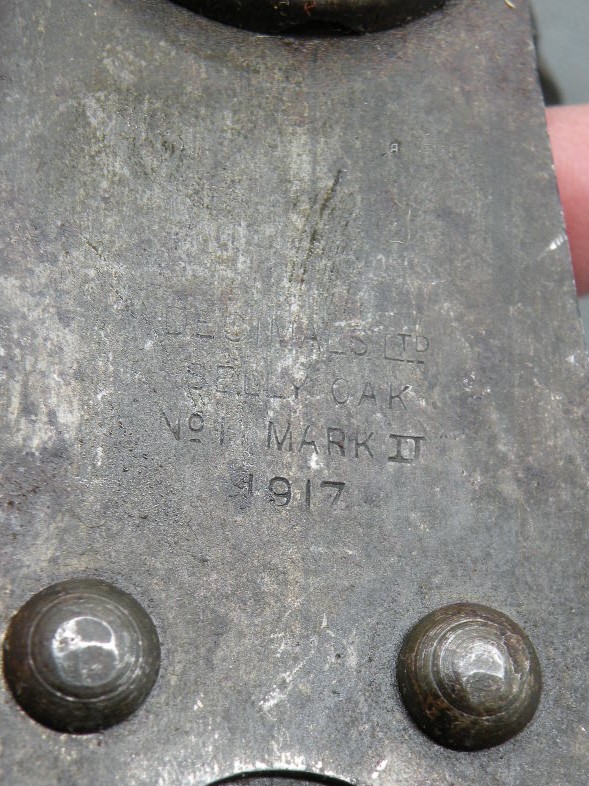 DECIMALS LTD
SELLY OAK
No 1 MARK II
1917